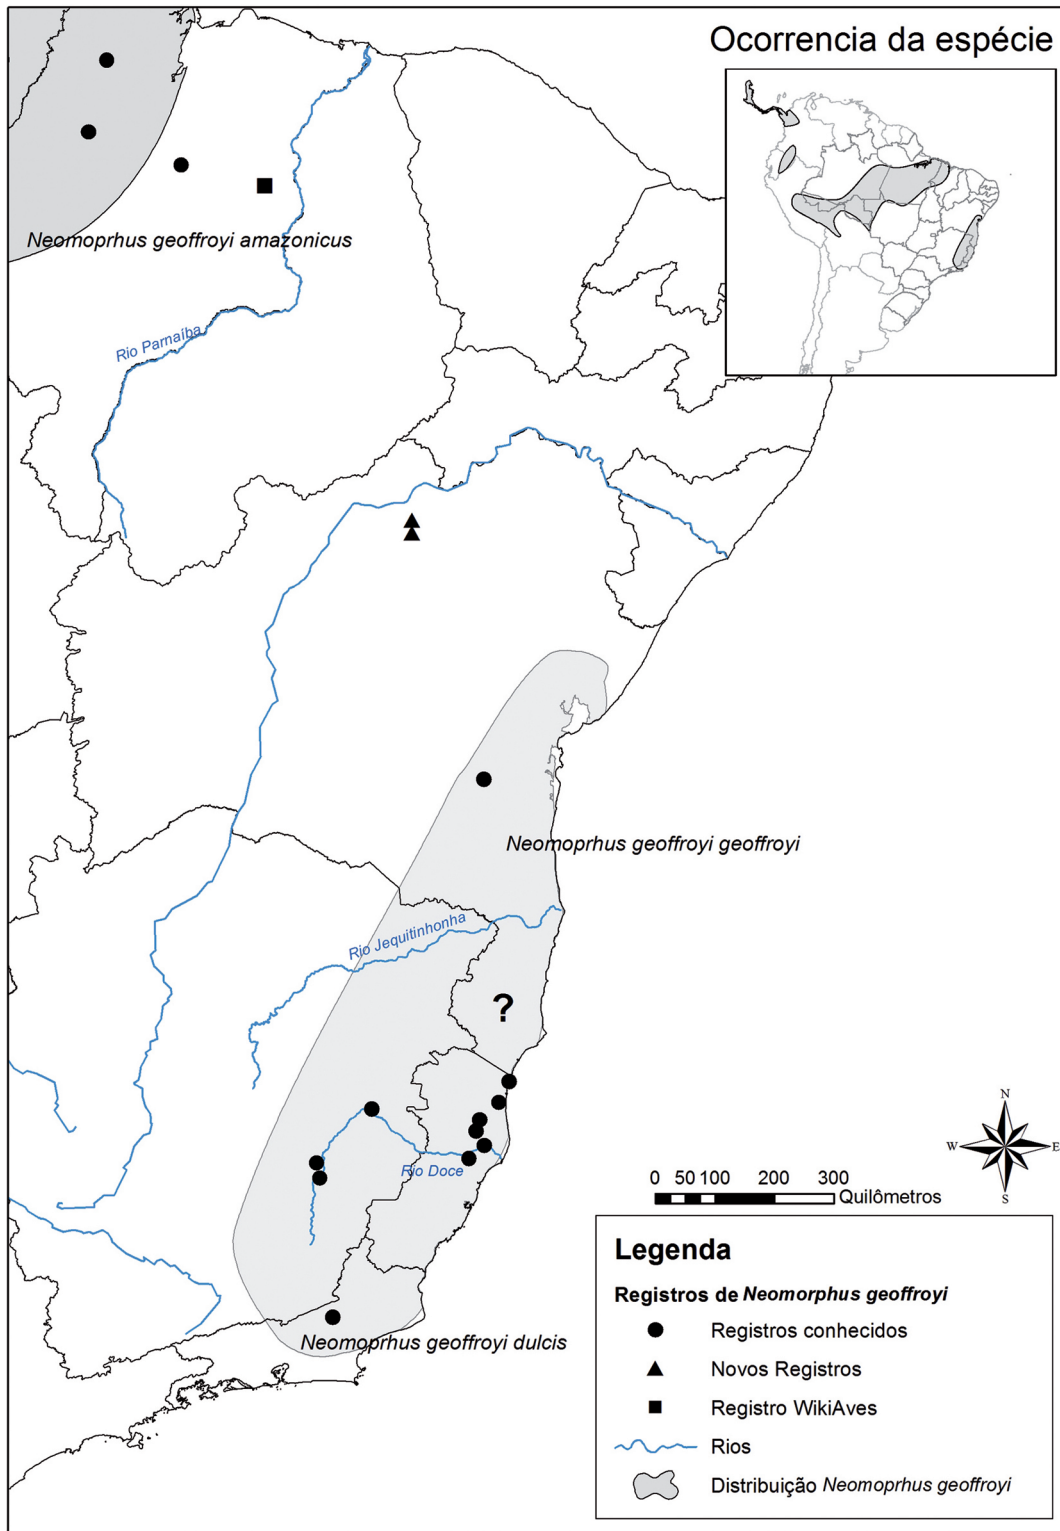 Ocorrencia da espécie
Neomoprhus geoffroyi amazonicus
Rio Parnaíba
Neomoprhus geoffroyi geoffroyi
Rio Jequitinhonha
?
Rio Doce
Neomoprhus geoffroyi dulcis
N
W E
S
0 50 100 200 300 Quilômetros
Legenda
Registros de Neomorphus geoffroyi
Registros conhecidos
Novos Registros
Registro WikiAves
Rios
Distribuição Neomoprhus geoffroyi